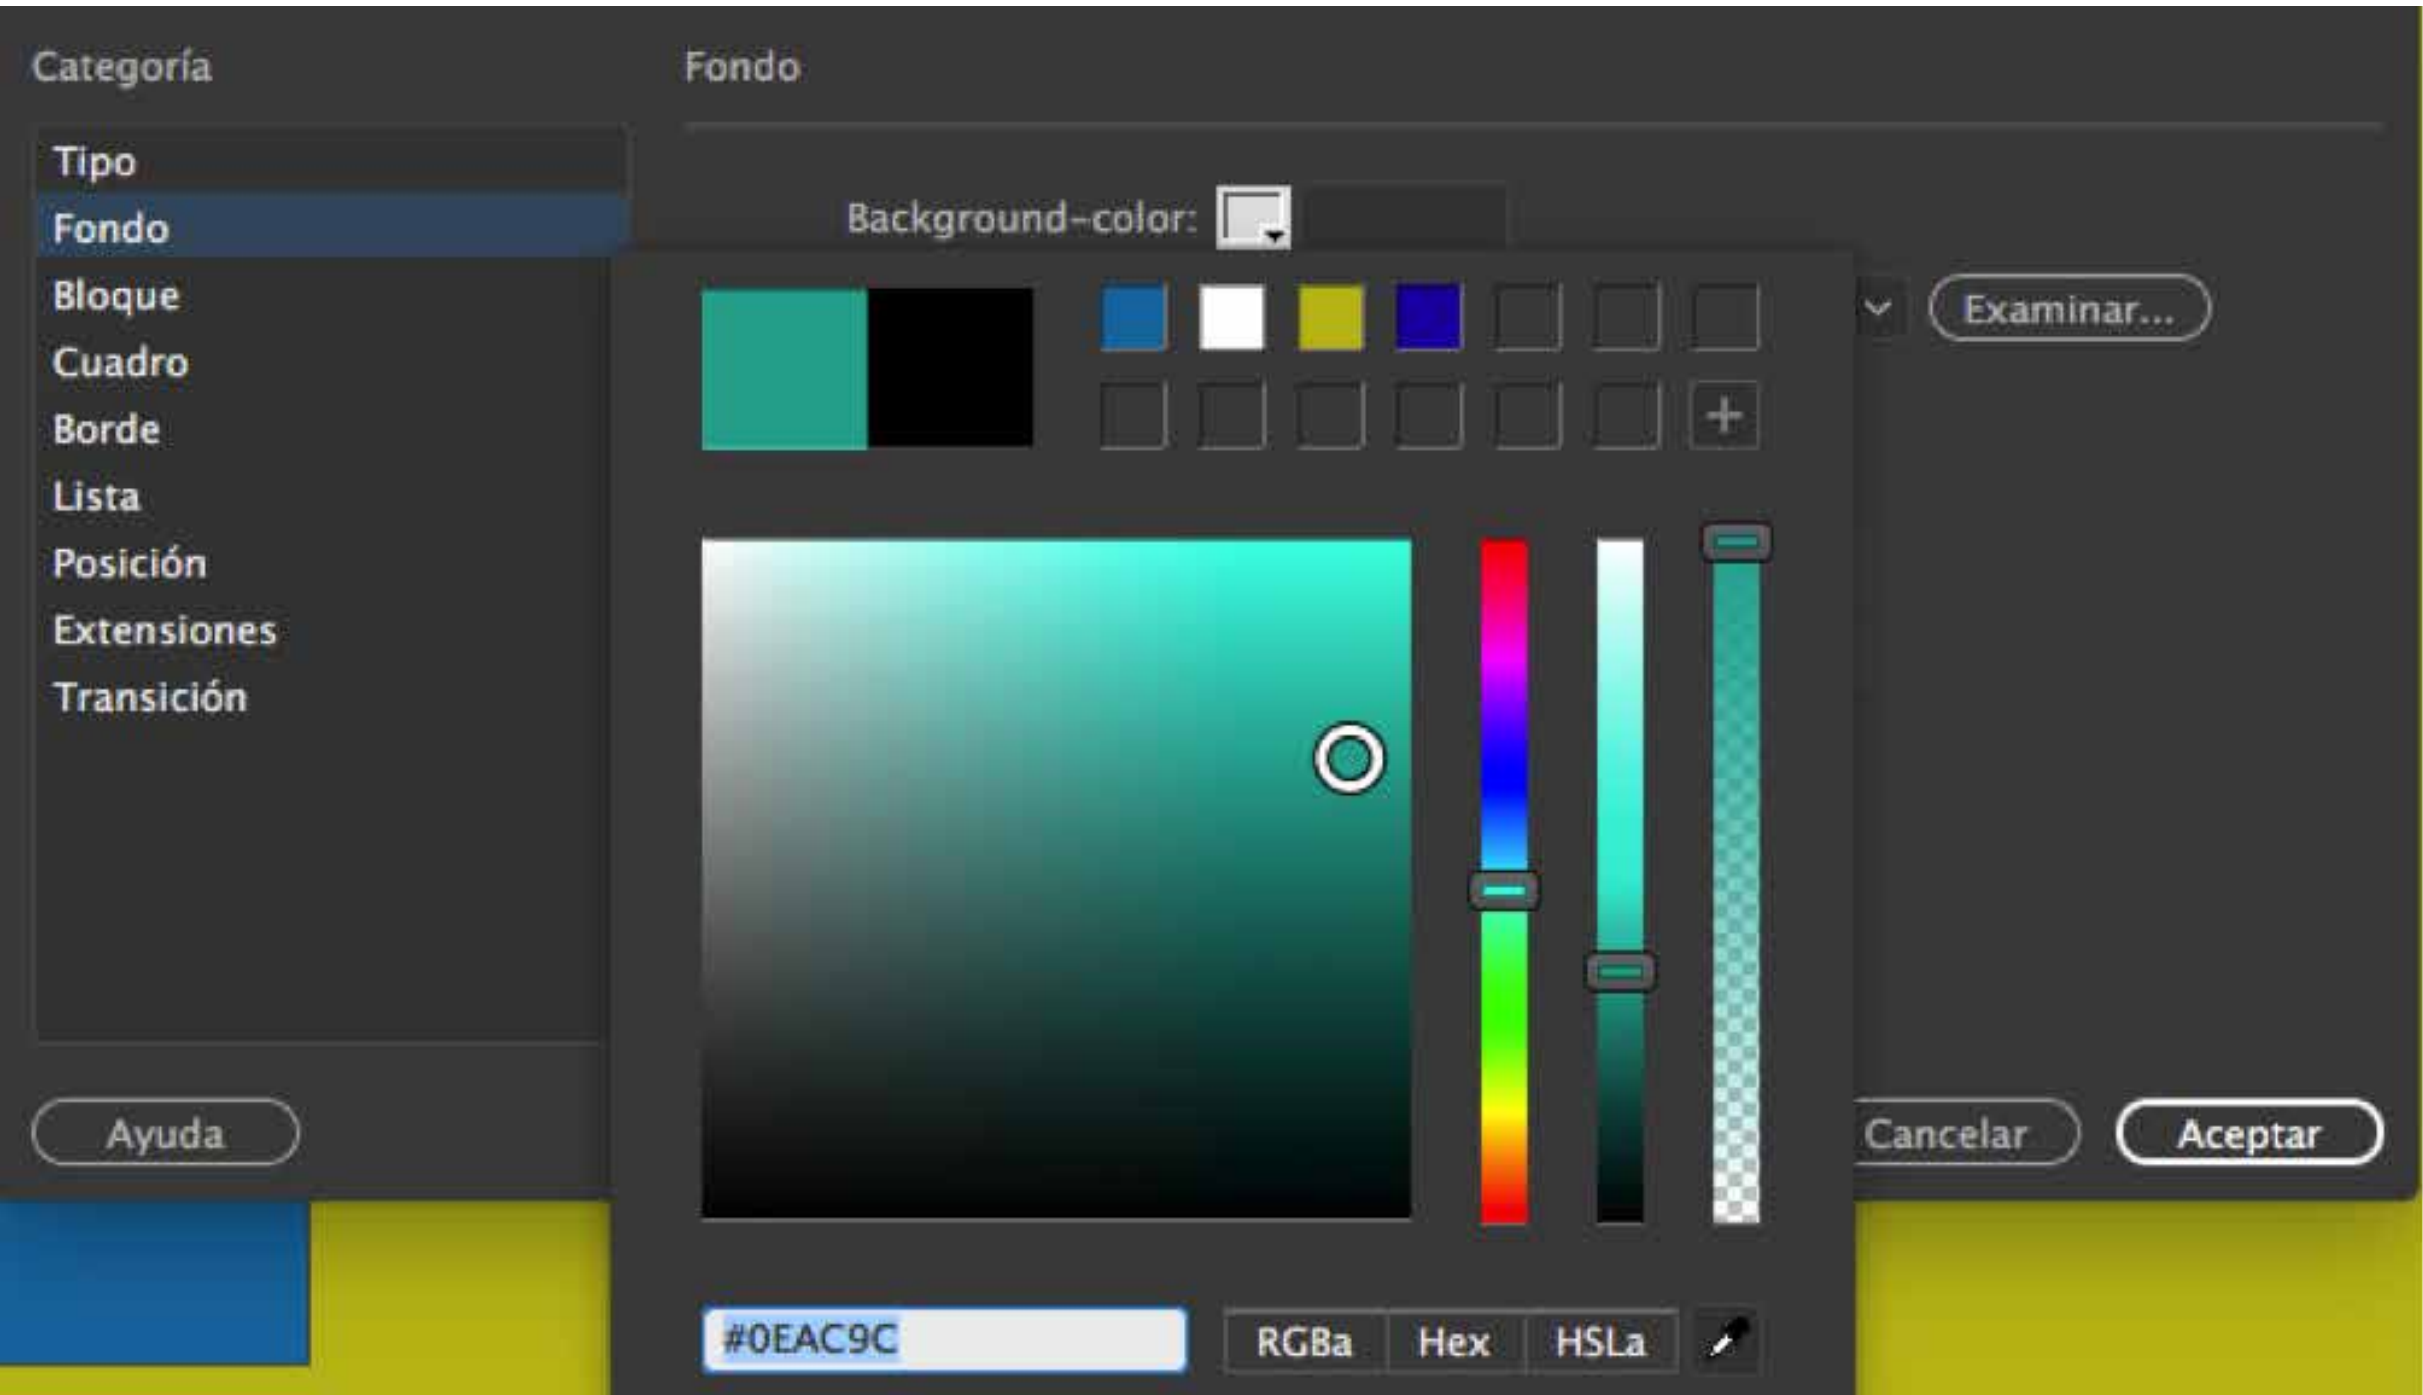 Categoría
Tipo
Fondo
Bloque
Cuadro
Borde
Lista
Posición
Extensiones
Transición
Fondo
Background-color:
Examinar...
+
#0EAC9C
RGBa
Hex
HSLa
Ayuda
Cancelar
Aceptar